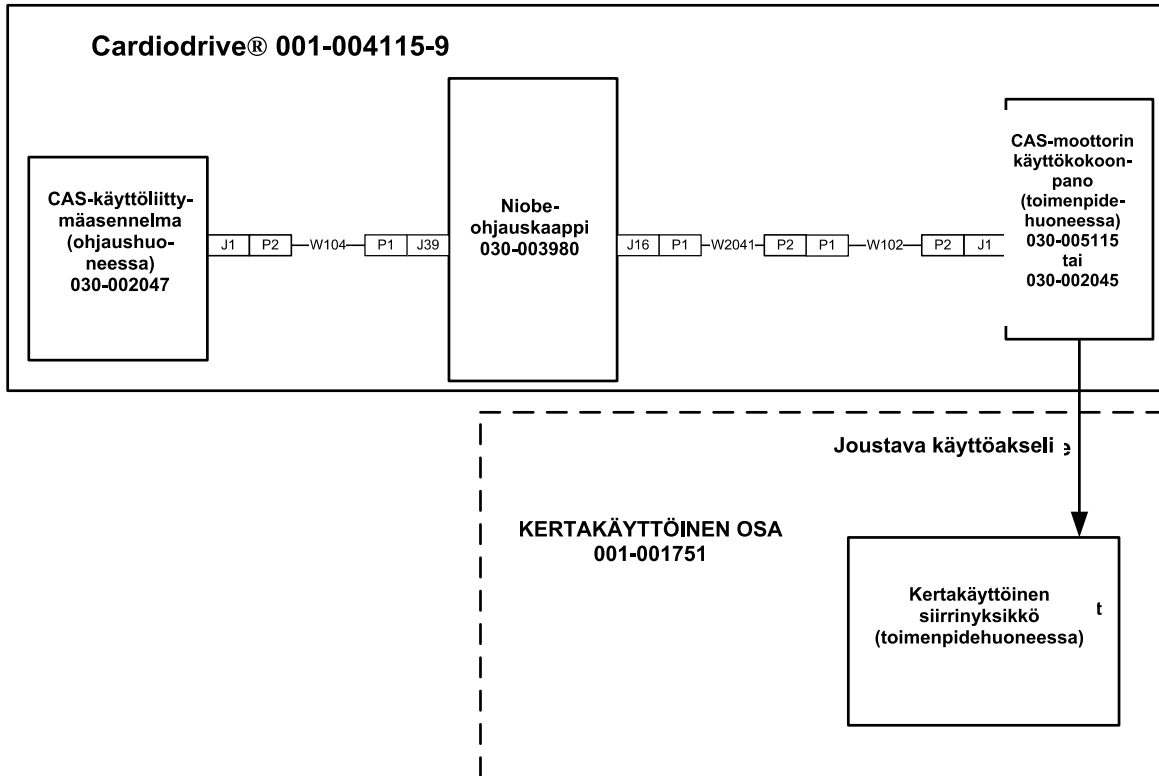 Cardiodrive® 001-004115-9
CAS-käyttöliitty-
mäasennelma
(ohjaushuo-
neessa)
030-002047
J1 P2 W104 P1 J39
Niobe-
ohjauskaappi
030-003980
J16 P1 W2041 P2 P1 W102 P2 J1
CAS-moottorin
käyttökokoon-
pano
(toimenpide-
huoneessa)
030-005115
tai
030-002045
Joustava käyttöakseli e
KERTAKÄYTTÖINEN OSA
001-001751
Kertakäyttöinen
siirrinyksikkö t
(toimenpidehuoneessa)